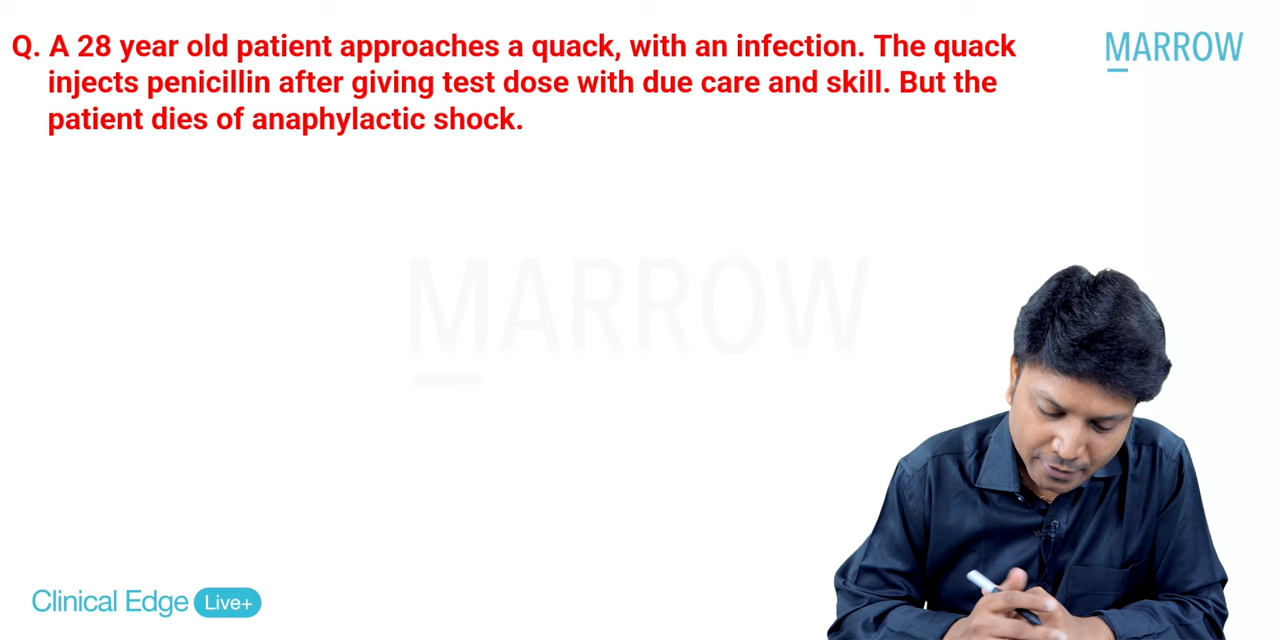 Q. A 28 year old patient approaches a quack, with an infection. The quack
injects penicillin after giving test dose with due care and skill. But the
patient dies of anaphylactic shock.
MARROW
MARROW
Clinical Edge Live+